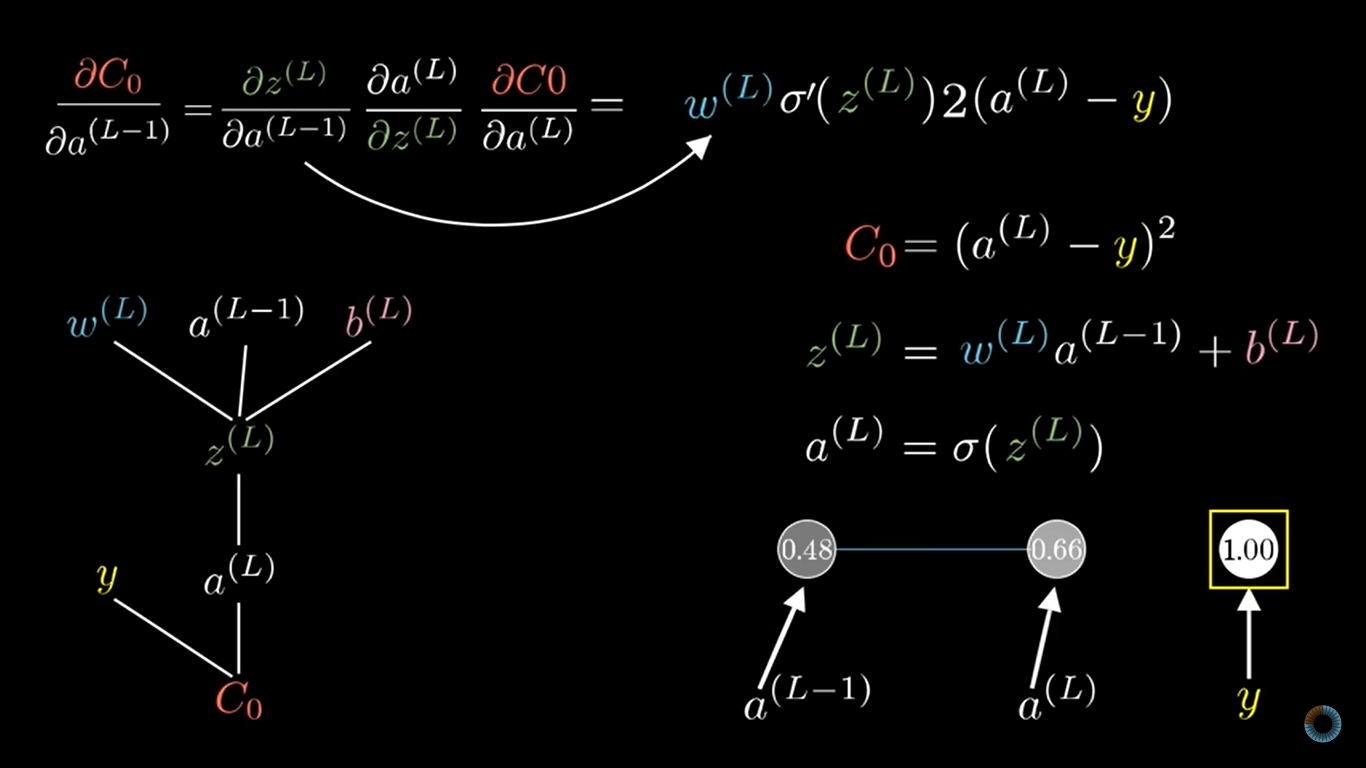 ∂C₀/∂a^(L−1) = ∂z^(L)/∂a^(L−1) ∂a^(L)/∂z^(L) ∂C0/∂a^(L) = w^(L) σ′(z^(L)) 2(a^(L) − y)
C₀ = (a^(L) − y)²
w^(L) a^(L−1) b^(L)
z^(L) = w^(L) a^(L−1) + b^(L)
z^(L)
a^(L) = σ(z^(L))
0.48 0.66 1.00
y a^(L)
C₀
a^(L−1) a^(L) y